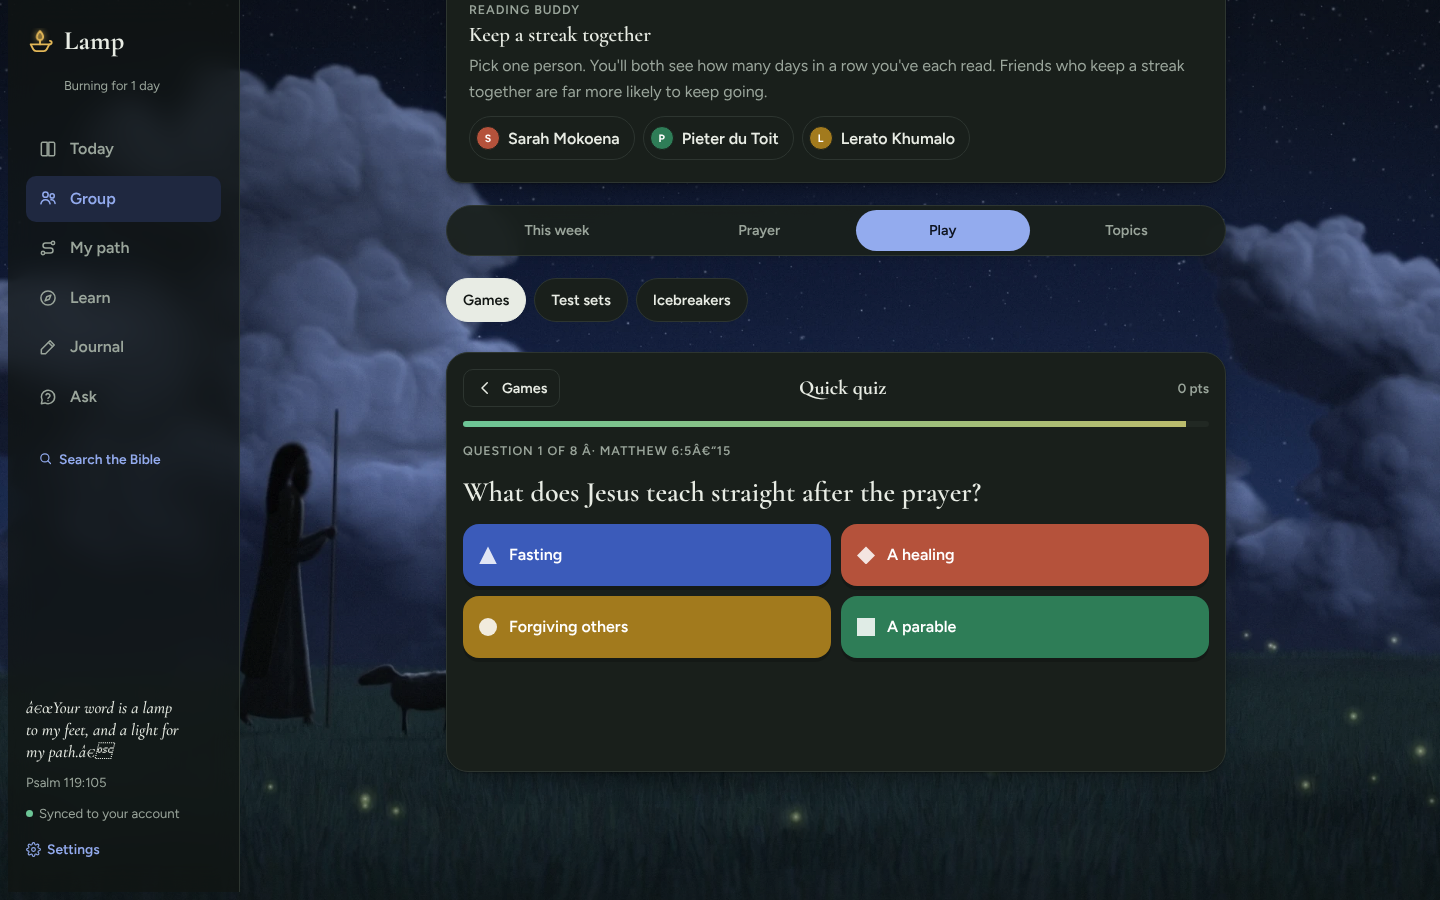 Lamp
Burning for 1 day
Today
Group
My path
Learn
Journal
Ask
Search the Bible
“Your word is a lamp
to my feet, and a light for
my path.â€
Psalm 119:105
Synced to your account
Settings
READING BUDDY
Keep a streak together
Pick one person. You'll both see how many days in a row you've each read. Friends who keep a streak
together are far more likely to keep going.
S Sarah Mokoena P Pieter du Toit L Lerato Khumalo
This week Prayer Play Topics
Games Test sets Icebreakers
Games Quick quiz 0 pts
QUESTION 1 OF 8 Â· MATTHEW 6:5Â€“15
What does Jesus teach straight after the prayer?
Fasting A healing
Forgiving others A parable